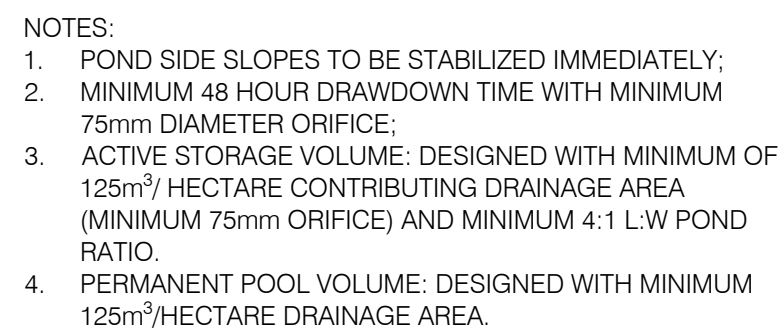 NOTES:
1. POND SIDE SLOPES TO BE STABILIZED IMMEDIATELY;
2. MINIMUM 48 HOUR DRAWDOWN TIME WITH MINIMUM
75mm DIAMETER ORIFICE;
3. ACTIVE STORAGE VOLUME: DESIGNED WITH MINIMUM OF
125m³/ HECTARE CONTRIBUTING DRAINAGE AREA
(MINIMUM 75mm ORIFICE) AND MINIMUM 4:1 L:W POND
RATIO.
4. PERMANENT POOL VOLUME: DESIGNED WITH MINIMUM
125m³/HECTARE DRAINAGE AREA.